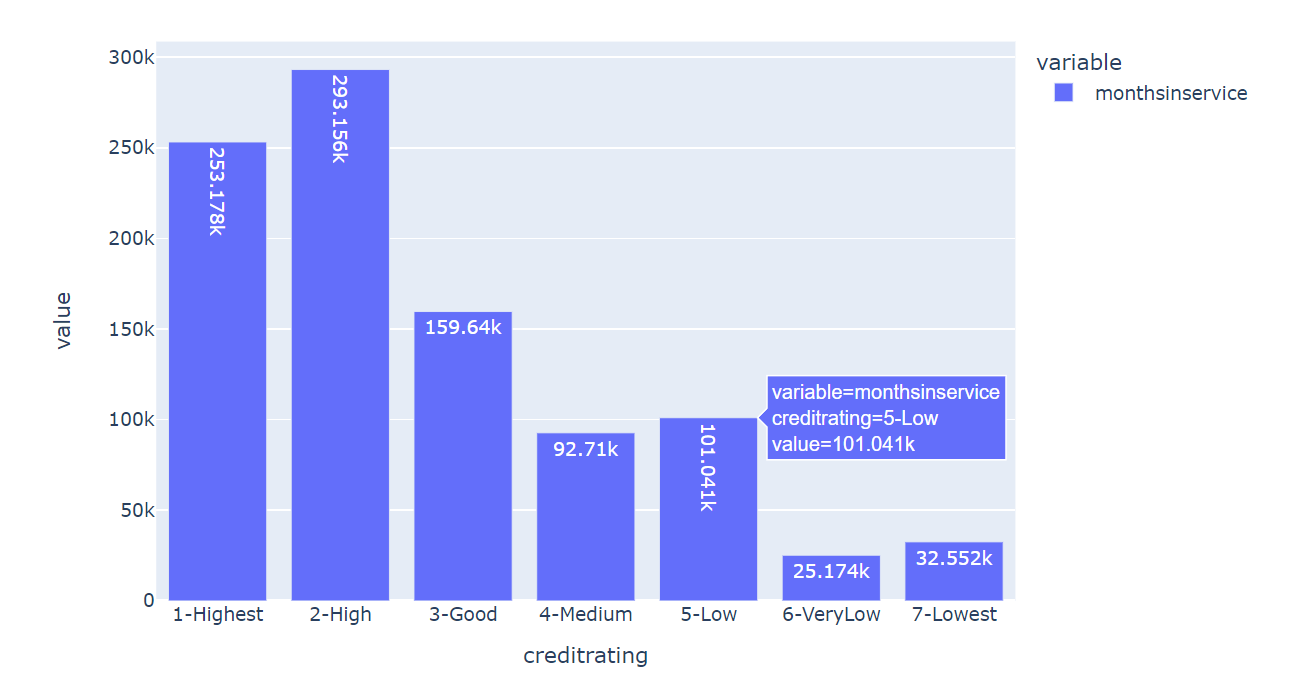 variable
monthsinservice
value
300k
250k
200k
150k
100k
50k
0
253.178k
293.156k
159.64k
92.71k
101.041k
25.174k
32.552k
variable=monthsinservice
creditrating=5-Low
value=101.041k
1-Highest 2-High 3-Good 4-Medium 5-Low 6-VeryLow 7-Lowest
creditrating